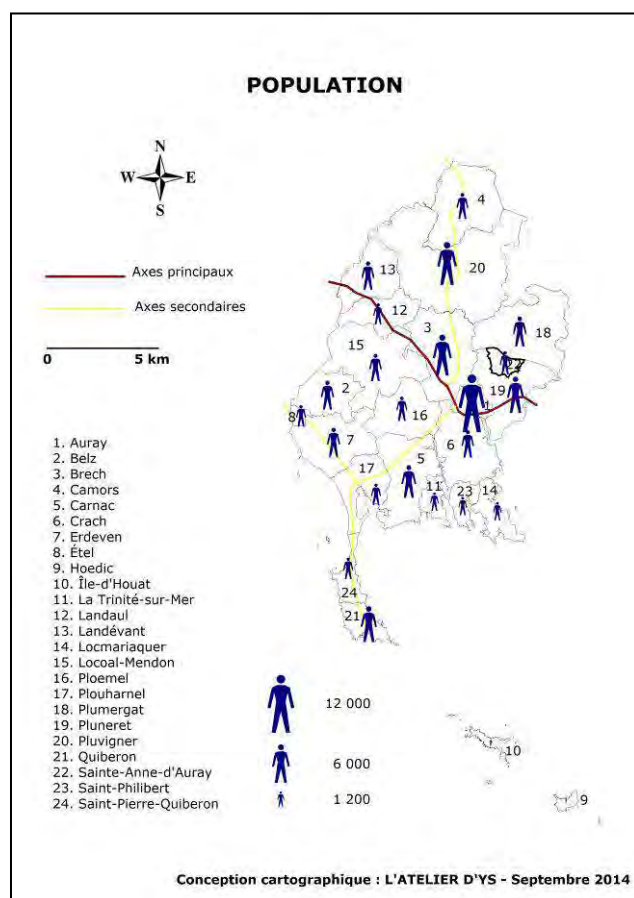 POPULATION
N
W E
S
4
20
13
12
3
18
15
19
2
1
16
8
6
7
5
17
11
23
14
24
21
10
9
Axes principaux
Axes secondaires
0 5 km
1. Auray
2. Belz
3. Brech
4. Camors
5. Carnac
6. Crach
7. Erdeven
8. Étel
9. Hoedic
10. Île-d'Houat
11. La Trinité-sur-Mer
12. Landaul
13. Landévant
14. Locmariaquer
15. Locoal-Mendon
16. Ploemel
17. Plouharnel
18. Plumergat
19. Pluneret
20. Pluvigner
21. Quiberon
22. Sainte-Anne-d'Auray
23. Saint-Philibert
24. Saint-Pierre-Quiberon
12 000
6 000
1 200
Conception cartographique : L'ATELIER D'YS - Septembre 2014